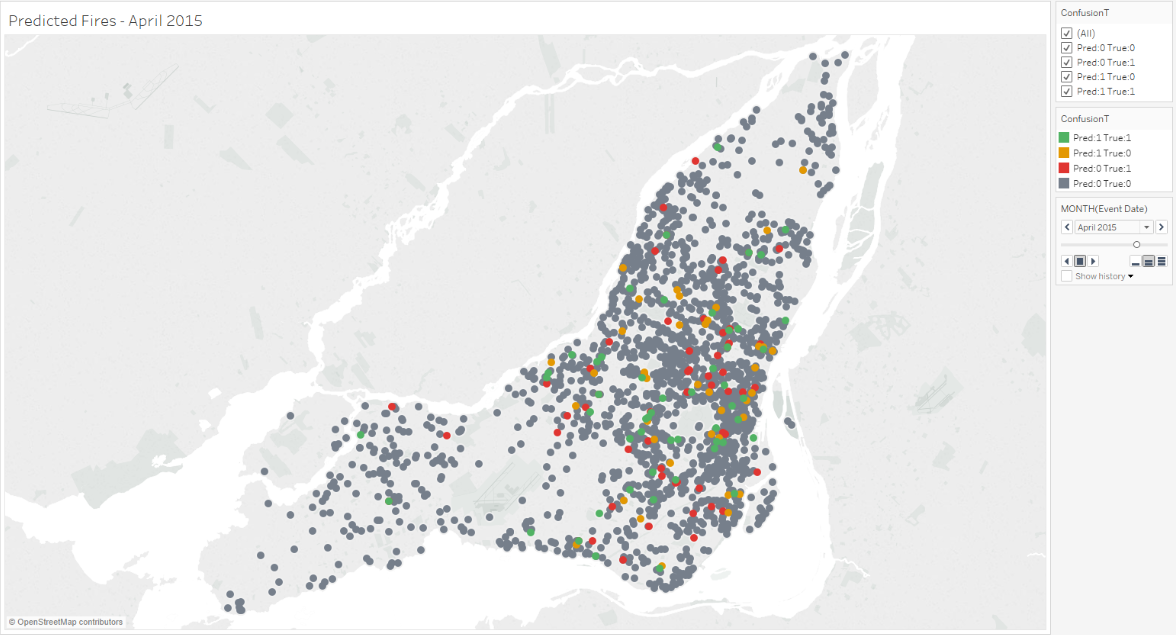 Predicted Fires - April 2015
ConfusionT
(All)
Pred:0 True:0
Pred:0 True:1
Pred:1 True:0
Pred:1 True:1
ConfusionT
Pred:1 True:1
Pred:1 True:0
Pred:0 True:1
Pred:0 True:0
MONTH(Event Date)
April 2015
Show history
© OpenStreetMap contributors